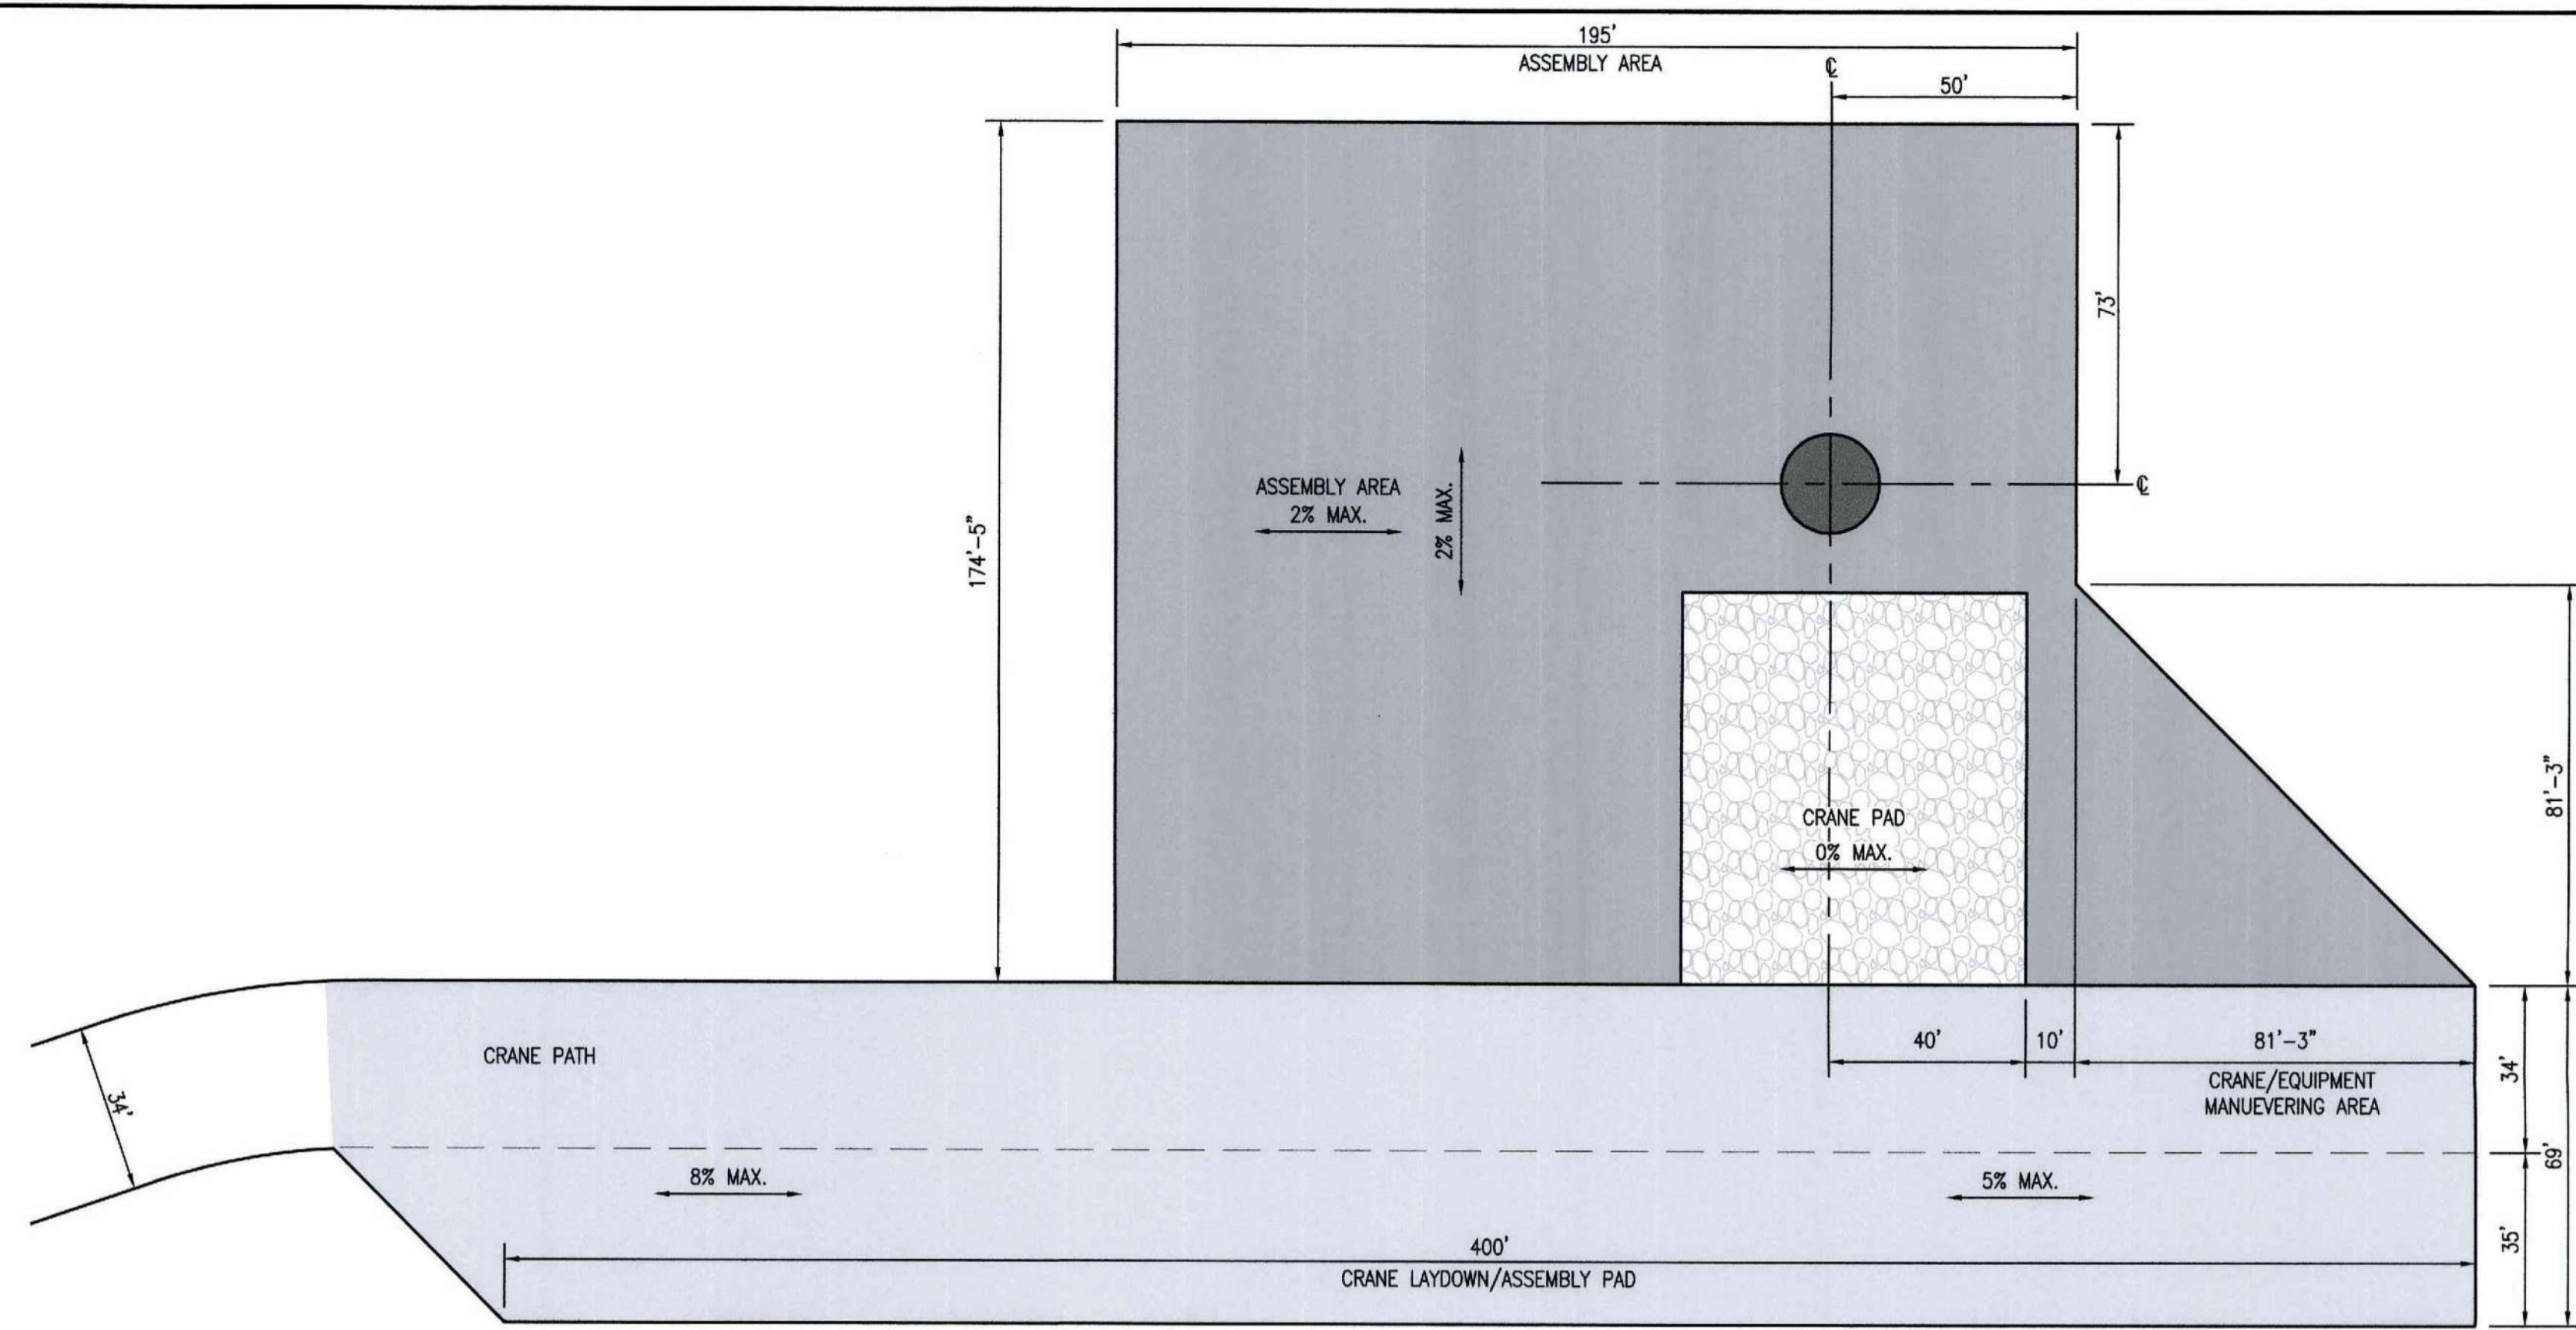 195'
ASSEMBLY AREA
℄
50'
73'
℄
174'-5"
ASSEMBLY AREA
2% MAX.
2% MAX.
81'-3"
CRANE PAD
0% MAX.
CRANE PATH
34'
40'
10'
81'-3"
CRANE/EQUIPMENT
MANUEVERING AREA
34'
69'
35'
8% MAX.
5% MAX.
400'
CRANE LAYDOWN/ASSEMBLY PAD